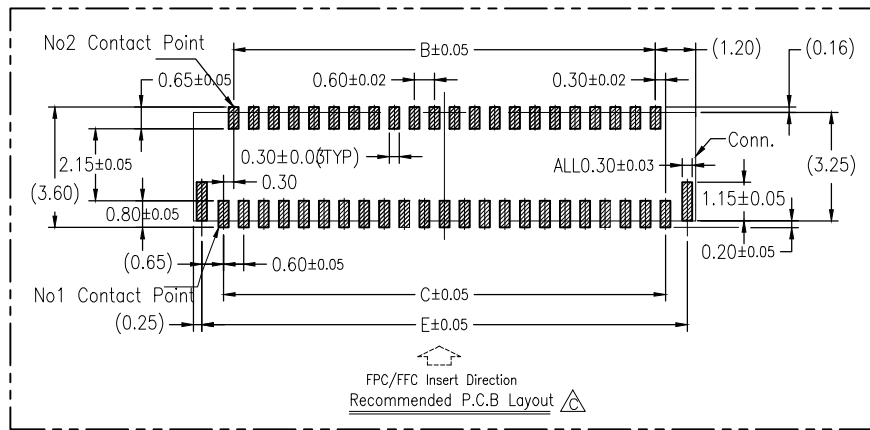 No2 Contact Point
B±0.05
(1.20)
(0.16)
0.65±0.05
0.60±0.02
0.30±0.02
2.15±0.05
0.30±0.03(TYP)
Conn.
ALL0.30±0.03
(3.25)
(3.60)
0.30
1.15±0.05
0.80±0.05
(0.65)
0.60±0.05
0.20±0.05
No1 Contact Point
C±0.05
(0.25)
E±0.05
FPC/FFC Insert Direction
Recommended P.C.B Layout C